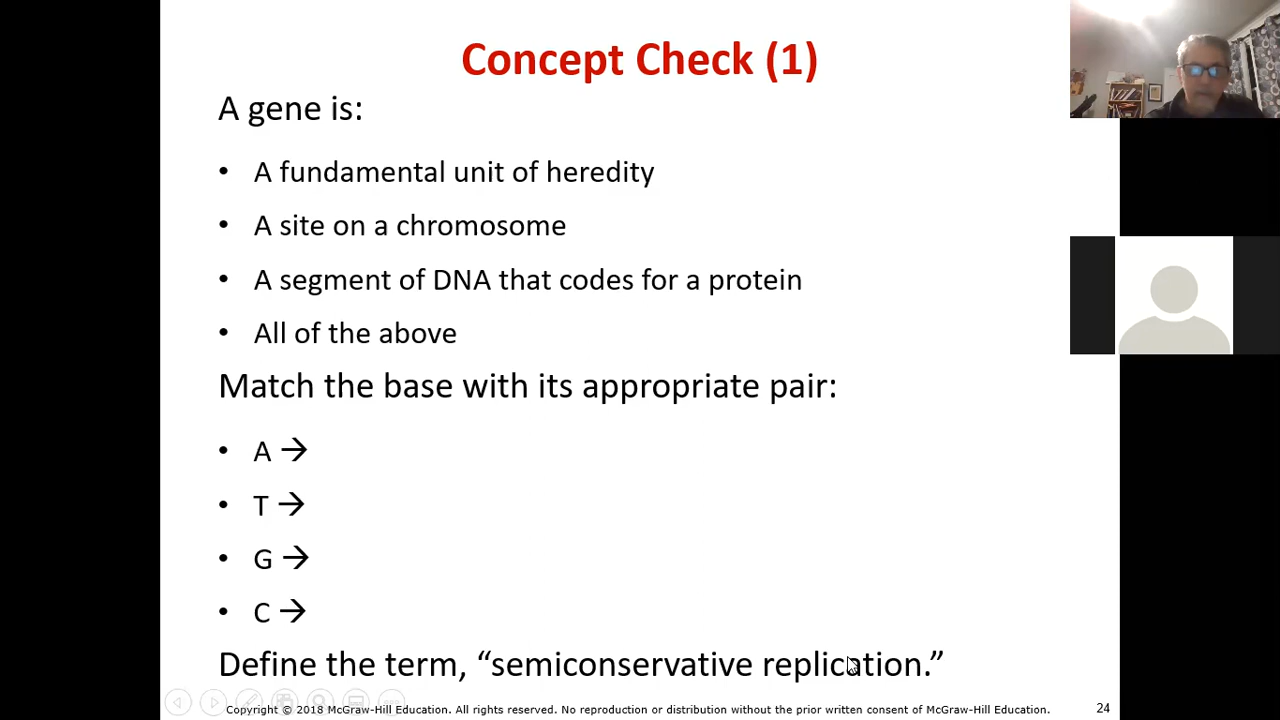 Concept Check (1)
A gene is:
• A fundamental unit of heredity
• A site on a chromosome
• A segment of DNA that codes for a protein
• All of the above
Match the base with its appropriate pair:
• A →
• T →
• G →
• C →
Define the term, “semiconservative replication.”
Copyright © 2018 McGraw-Hill Education. All rights reserved. No reproduction or distribution without the prior written consent of McGraw-Hill Education.
24